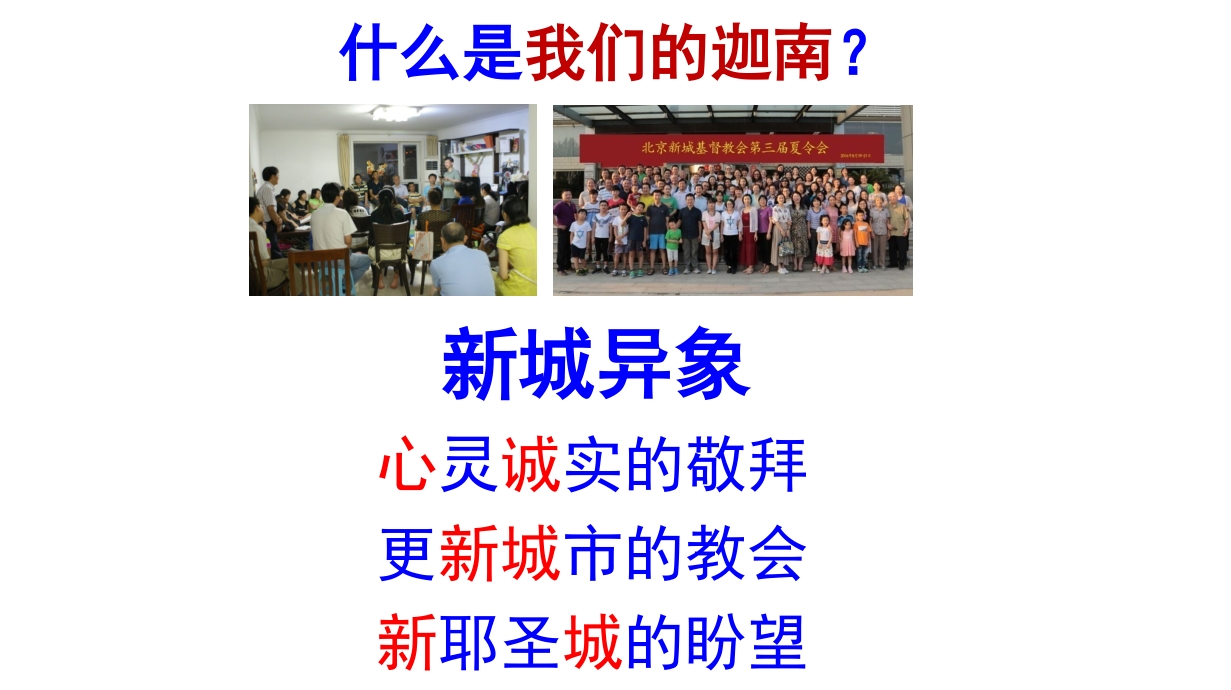 什么是我们的迦南？
北京新城基督教会第三届夏令会
新城异象
心灵诚实的敬拜
更新城市的教会
新耶圣城的盼望